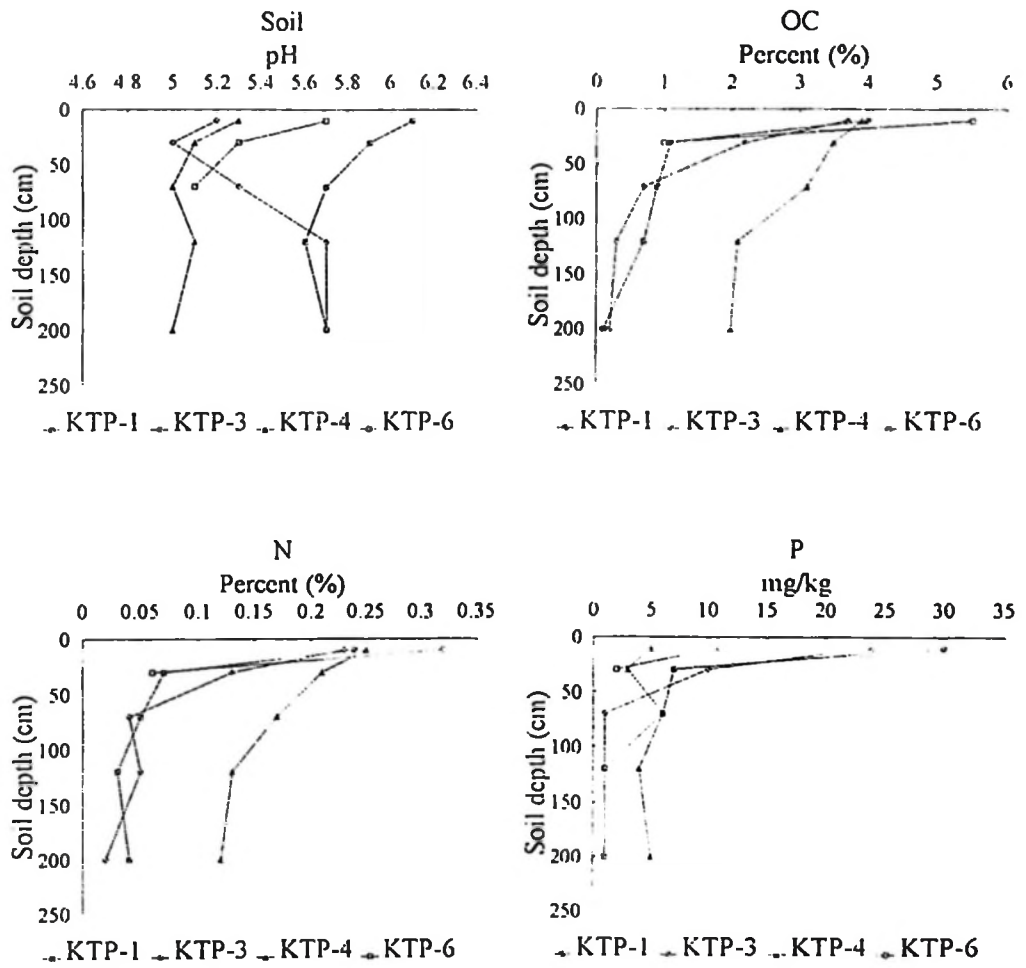 Soil
pH
4.6 4.8 5 5.2 5.4 5.6 5.8 6 6.2 6.4
0
50
100
150
200
250
Soil depth (cm)
KTP-1 KTP-3 KTP-4 KTP-6
OC
Percent (%)
0 1 2 3 4 5 6
0
50
100
150
200
250
Soil depth (cm)
KTP-1 KTP-3 KTP-4 KTP-6
N
Percent (%)
0 0.05 0.1 0.15 0.2 0.25 0.3 0.35
0
50
100
150
200
250
Soil depth (cm)
KTP-1 KTP-3 KTP-4 KTP-6
P
mg/kg
0 5 10 15 20 25 30 35
0
50
100
150
200
250
Soil depth (cm)
KTP-1 KTP-3 KTP-4 KTP-6